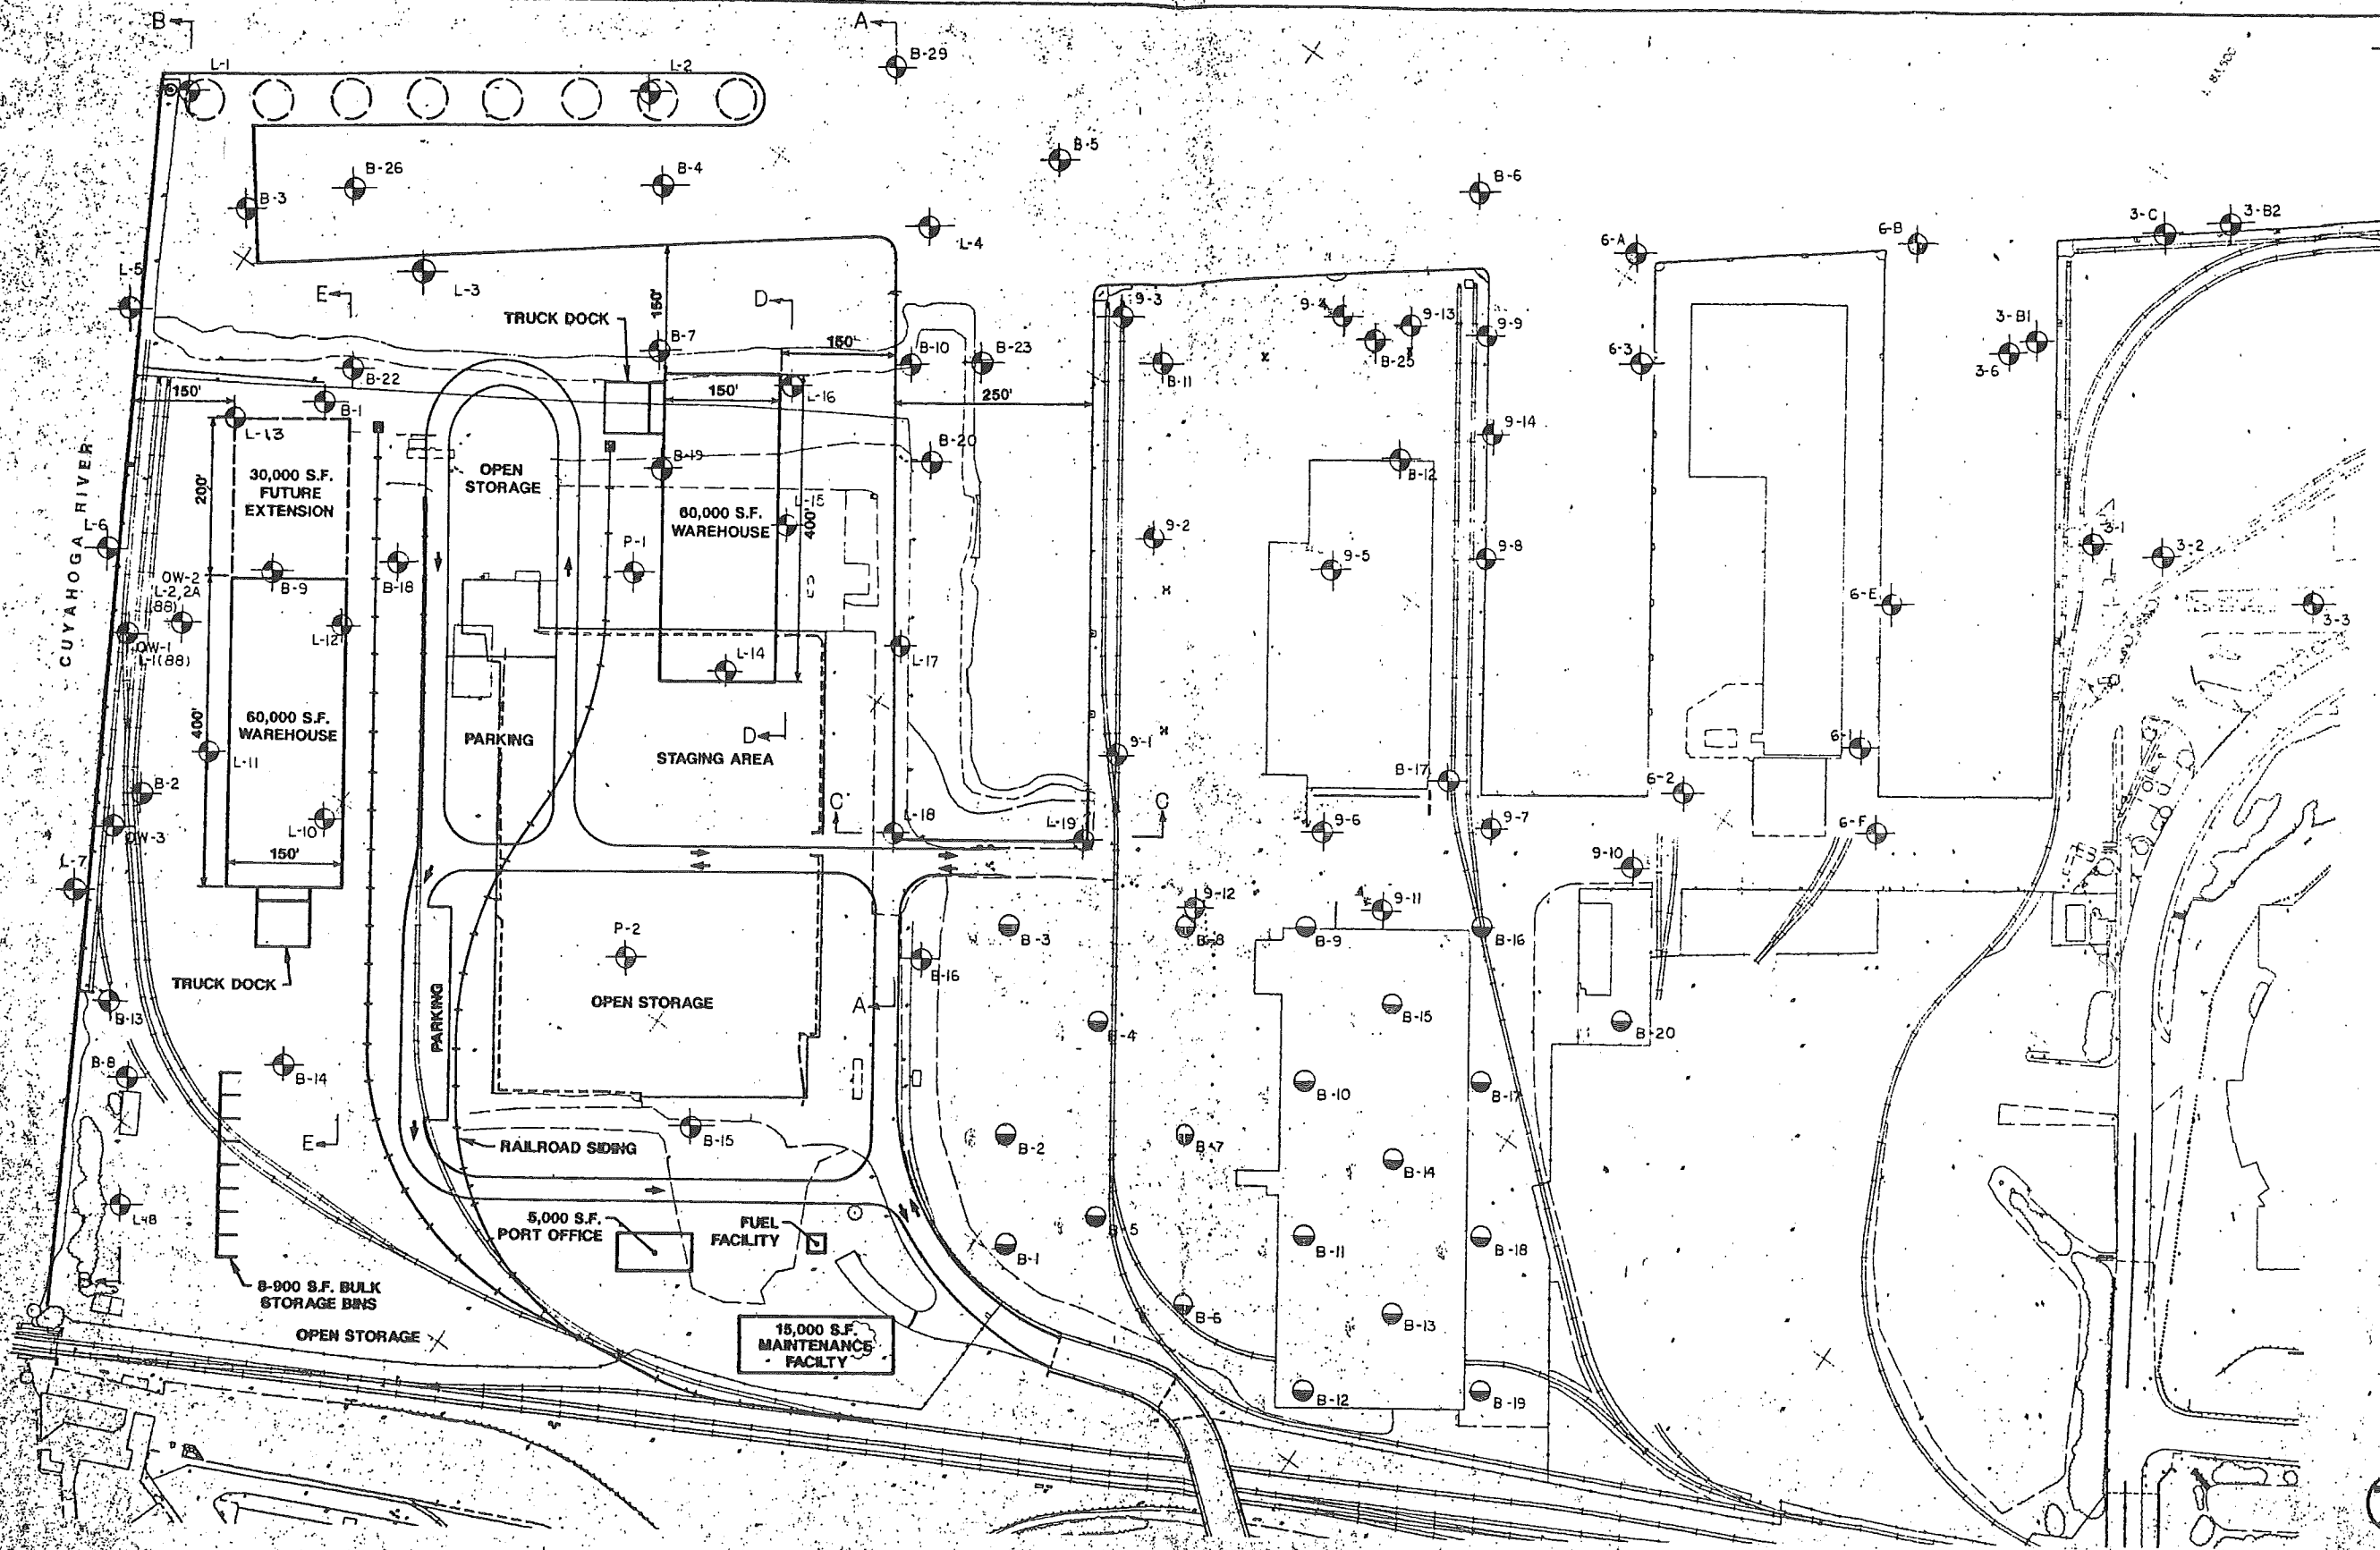 B
A
L-1
L-2
B-29
B-5
B-26
B-4
B-3
B-6
L-4
3-C
3-B2
6-A
6-B
L-5
L-3
E
D
150'
TRUCK DOCK
9-3
9-4
9-13
B-25
9-9
6-3
3-B1
3-6
B-7
150'
B-10
B-23
B-11
B-22
150'
150'
L-16
250'
B-1
L-13
9-14
B-20
B-12
B-19
OPEN
STORAGE
30,000 S.F.
FUTURE
EXTENSION
200'
CUYAHOGA RIVER
L-6
60,000 S.F.
WAREHOUSE
L-15
400'
9-2
9-5
9-8
3-1
3-2
P-1
B-9
B-18
OW-2
L-2,2A
(88)
6-E
3-3
L-12
OW-1
L-1(88)
L-14
L-17
60,000 S.F.
WAREHOUSE
400'
PARKING
D
STAGING AREA
L-11
9-1
B-17
6-1
6-2
B-2
C
C
L-18
L-19
L-10
OW-3
9-6
9-7
6-F
150'
L-7
9-10
9-12
9-11
B-3
B-8
B-9
B-16
P-2
B-16
TRUCK DOCK
OPEN STORAGE
A
PARKING
B-13
B-4
B-15
B-20
B-8
B-14
B-10
B-17
E
B-15
RAILROAD SIDING
B-2
B-7
B-14
L-4B
5,000 S.F.
PORT OFFICE
FUEL
FACILITY
B-1
B-5
B-11
B-18
B
8-900 S.F. BULK
STORAGE BINS
OPEN STORAGE
15,000 S.F.
MAINTENANCE
FACILTY
B-6
B-13
B-12
B-19